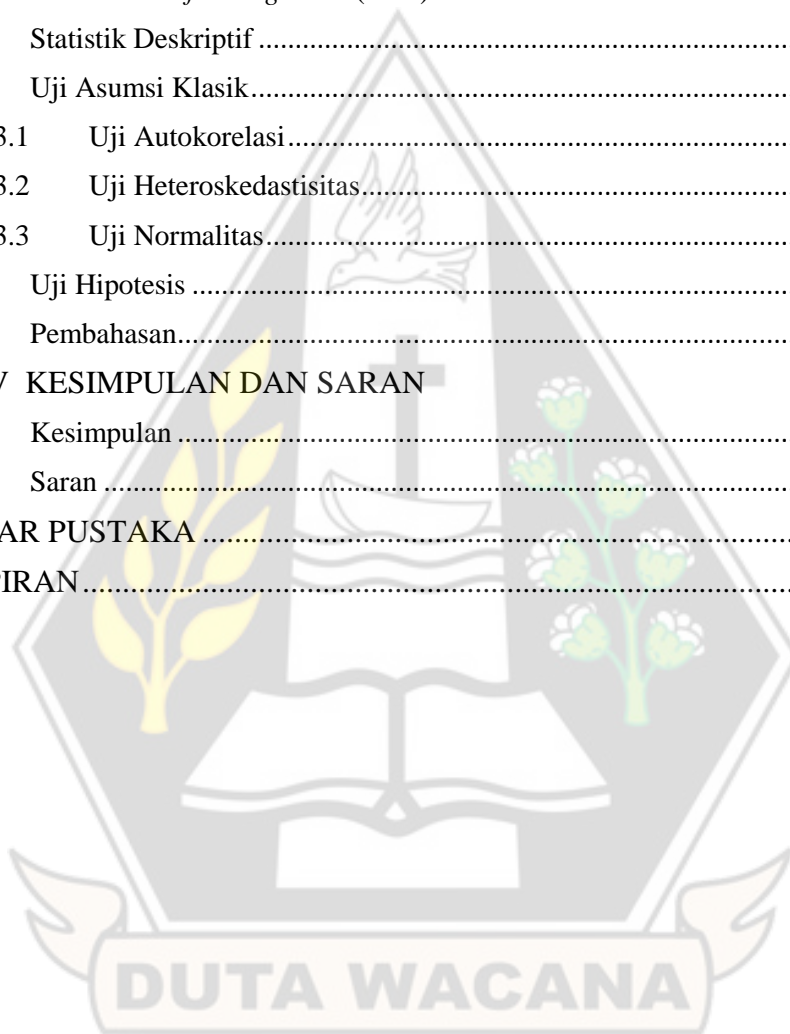 Statistik Deskriptif ....................................................................................
Uji Asumsi Klasik....................................................................................
3.1 Uji Autokorelasi....................................................................................
3.2 Uji Heteroskedastisitas....................................................................................
3.3 Uji Normalitas....................................................................................
Uji Hipotesis ....................................................................................
Pembahasan....................................................................................
V KESIMPULAN DAN SARAN
Kesimpulan ....................................................................................
Saran ....................................................................................
AR PUSTAKA ....................................................................................
PIRAN....................................................................................
DUTA WACANA